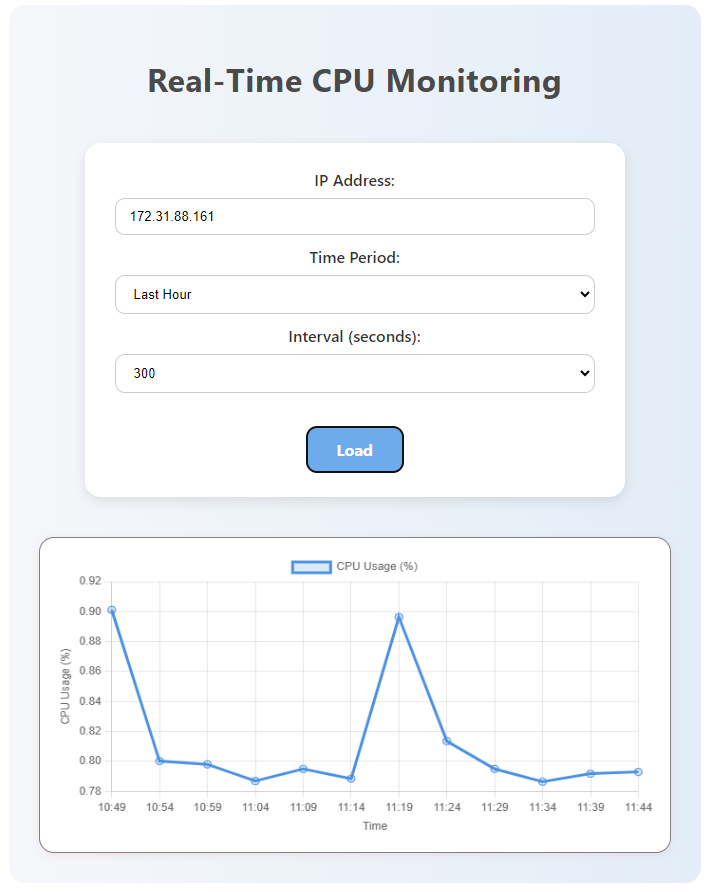 Real-Time CPU Monitoring
IP Address:
172.31.88.161
Time Period:
Last Hour
Interval (seconds):
300
Load
CPU Usage (%)
0.92
0.90
0.88
0.86
0.84
0.82
0.80
0.78
CPU Usage (%)
10:49 10:54 10:59 11:04 11:09 11:14 11:19 11:24 11:29 11:34 11:39 11:44
Time